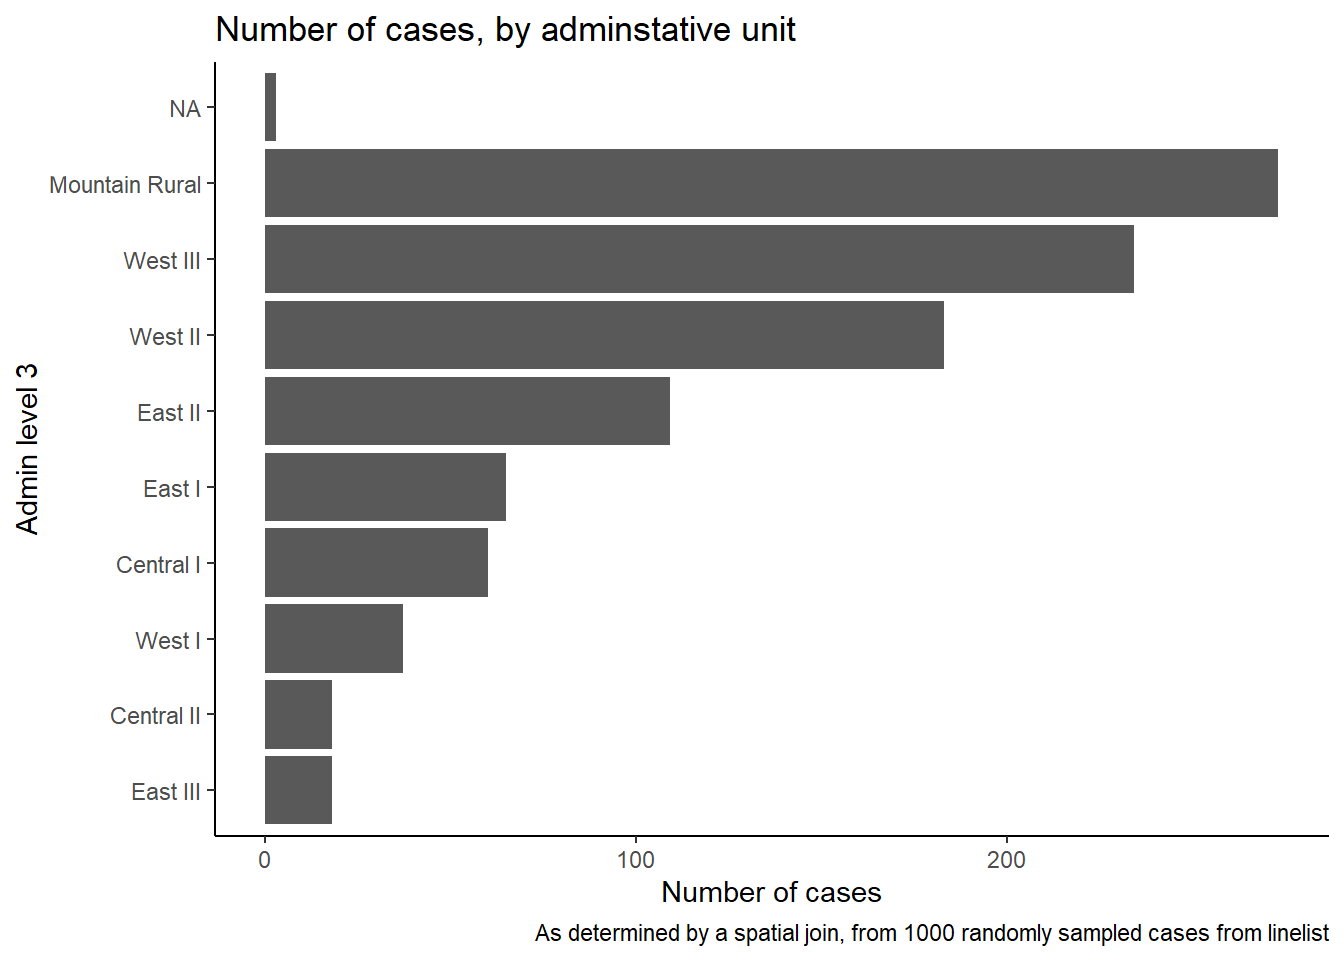 Number of cases, by adminstative unit
NA
Mountain Rural
West III
West II
East II
East I
Central I
West I
Central II
East III
Admin level 3
0 100 200
Number of cases
As determined by a spatial join, from 1000 randomly sampled cases from linelist